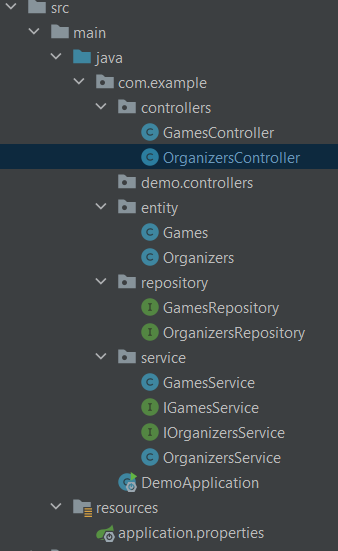 src
main
java
com.example
controllers
C GamesController
C OrganizersController
demo.controllers
entity
C Games
C Organizers
repository
I GamesRepository
I OrganizersRepository
service
C GamesService
I IGamesService
I IOrganizersService
C OrganizersService
DemoApplication
resources
application.properties